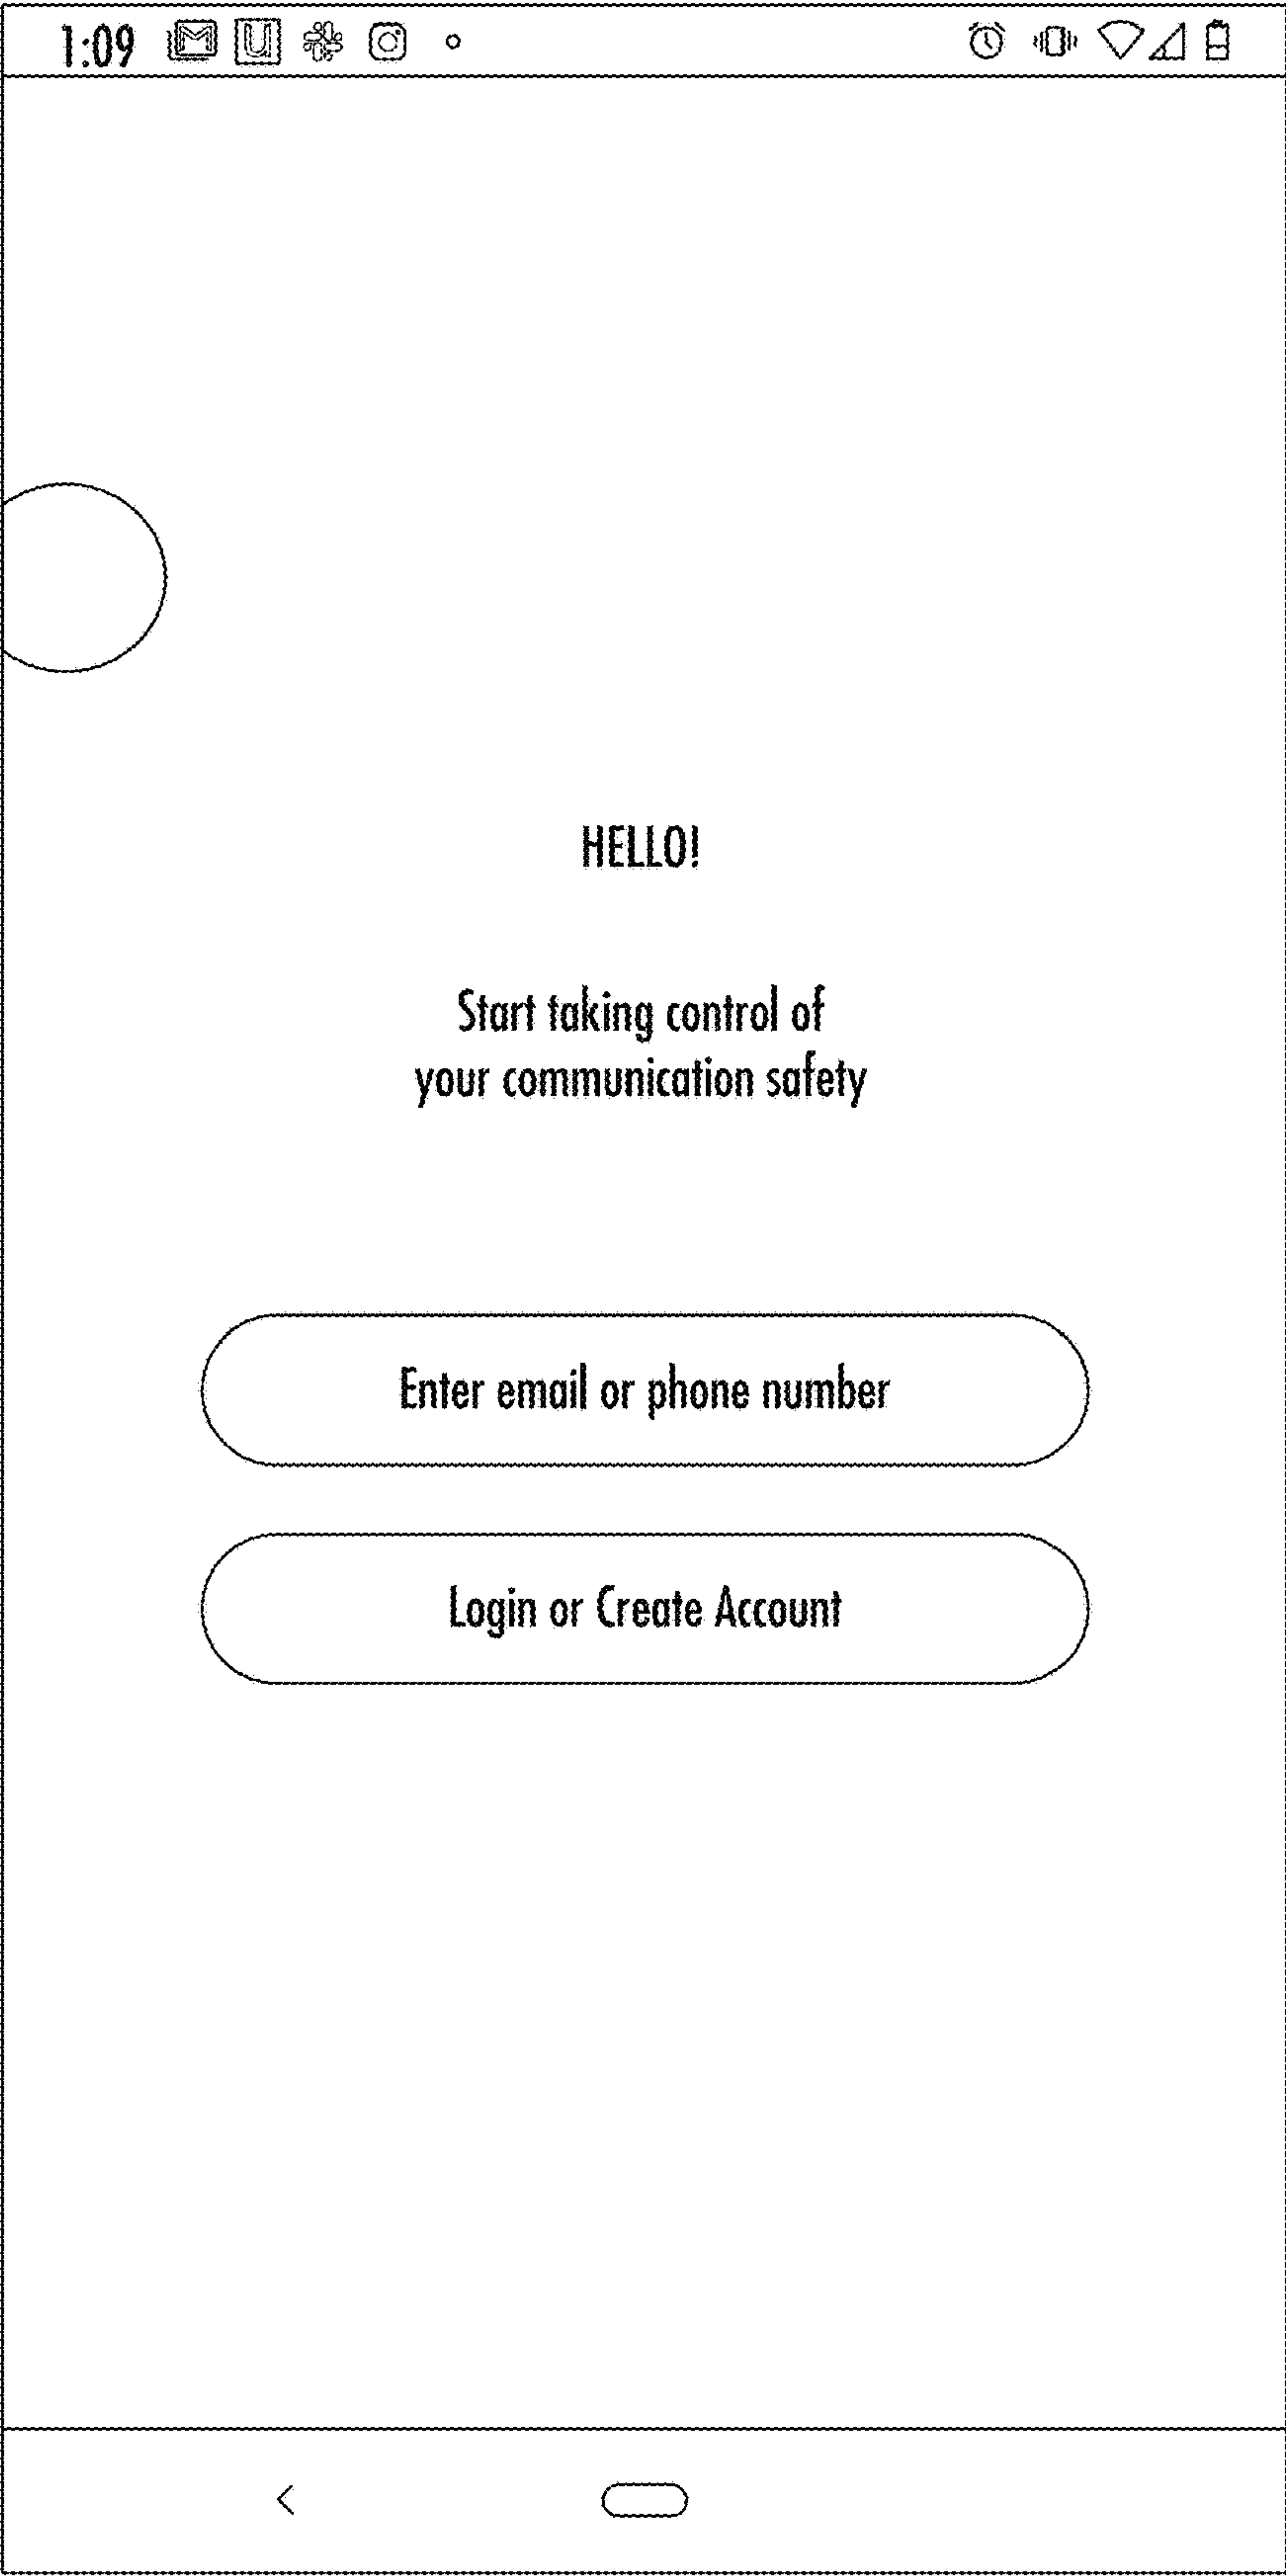 1:09
HELLO!
Start taking control of
your communication safety
Enter email or phone number
Login or Create Account